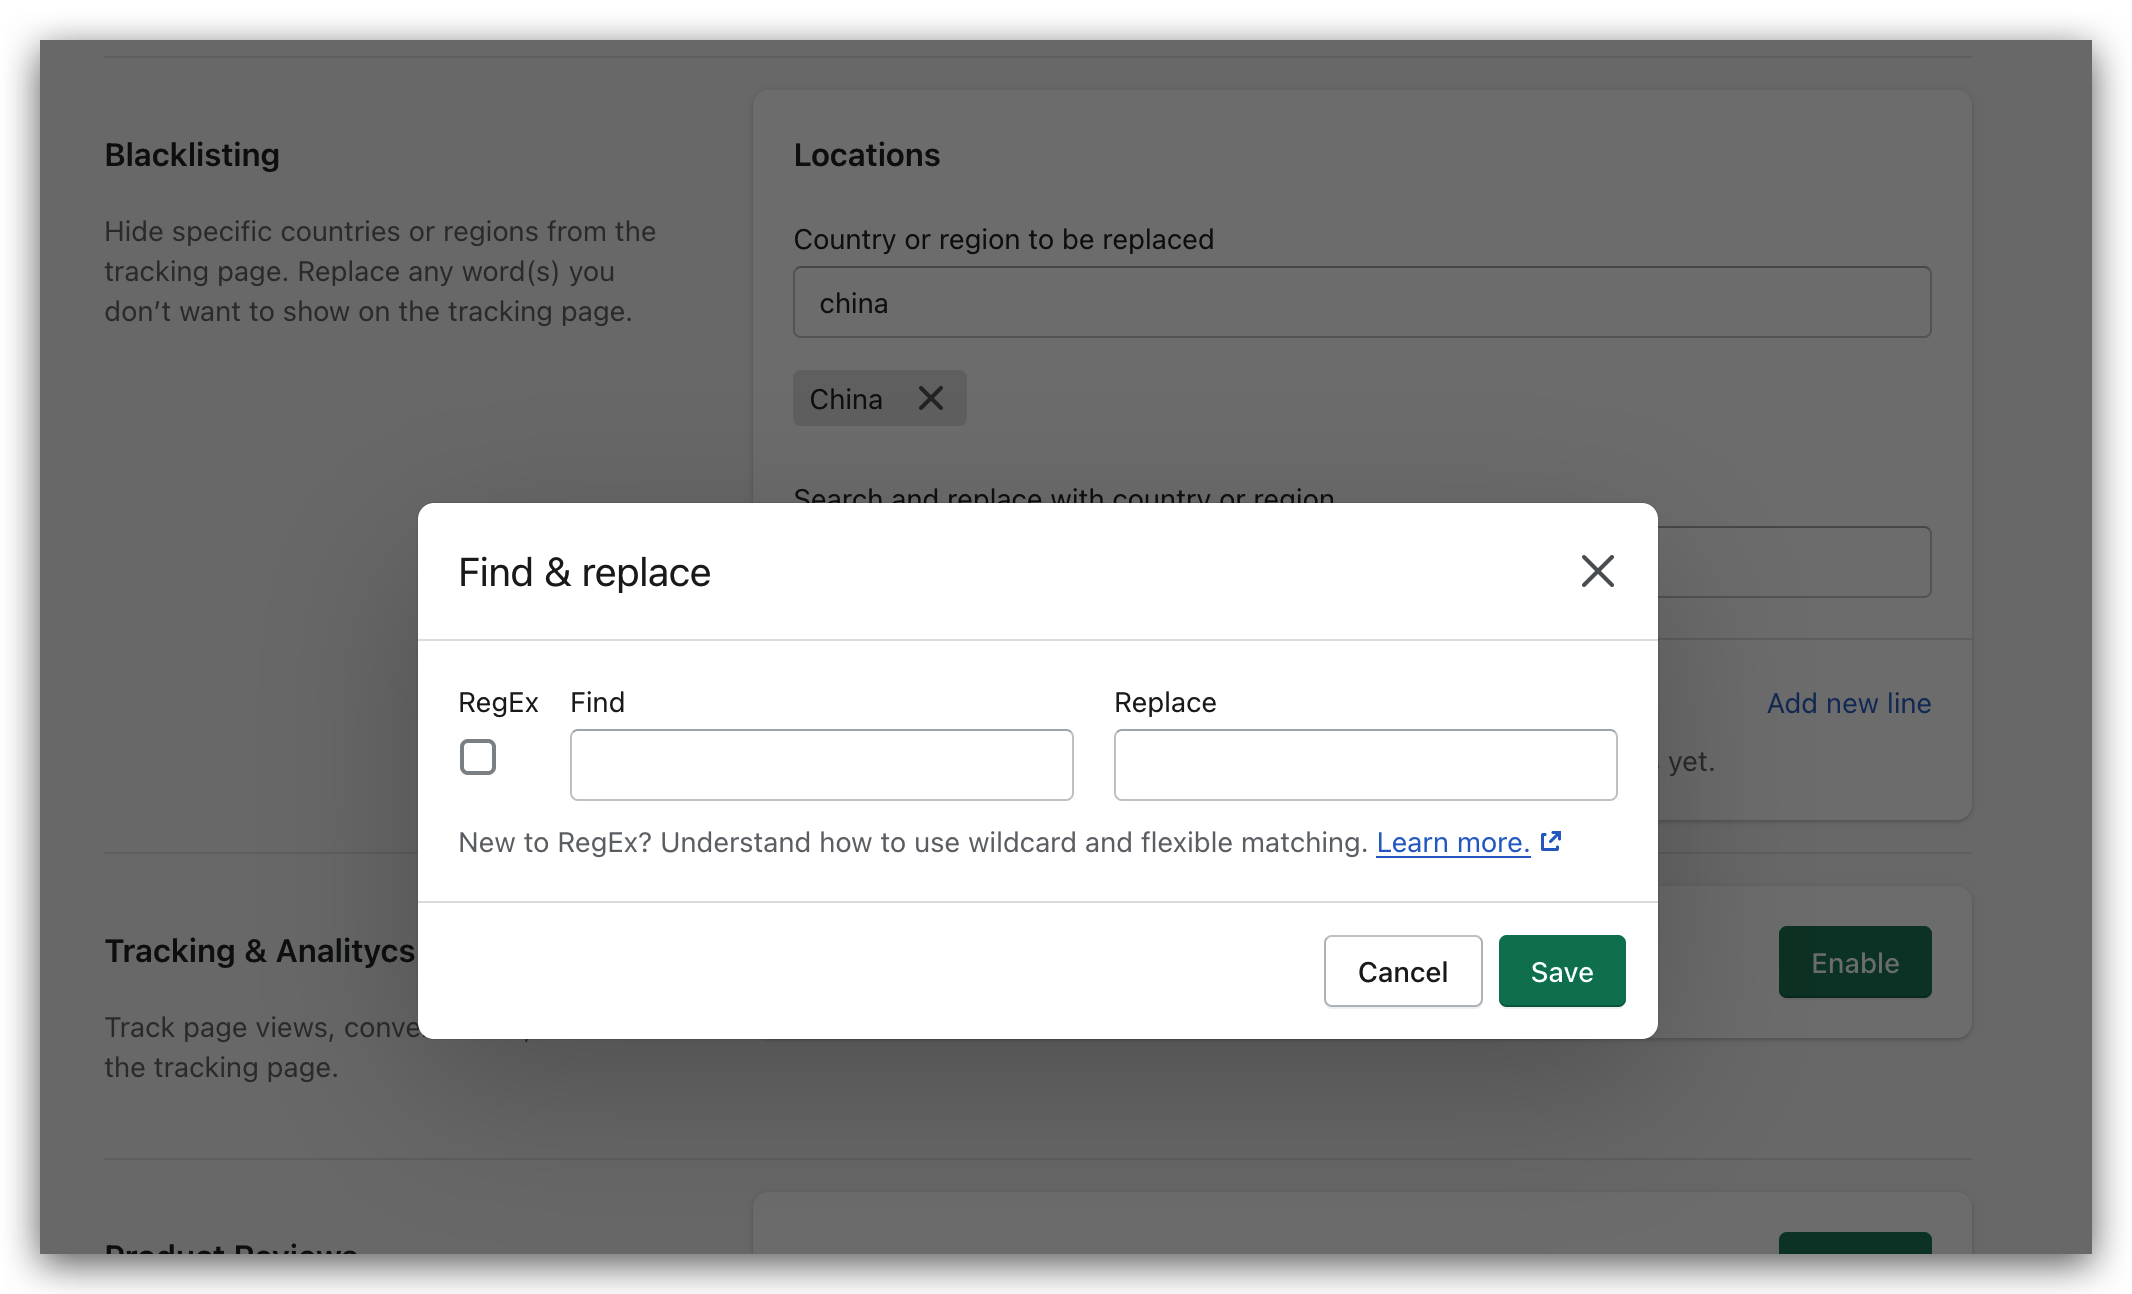 Blacklisting
Hide specific countries or regions from the
tracking page. Replace any word(s) you
don’t want to show on the tracking page.
Locations
Country or region to be replaced
china
China
Search and replace with country or region
Find & replace
RegEx Find Replace
New to RegEx? Understand how to use wildcard and flexible matching. Learn more.
Cancel Save
Add new line
yet.
Tracking & Analitycs
Track page views,
the tracking page.
Enable
Product Reviews